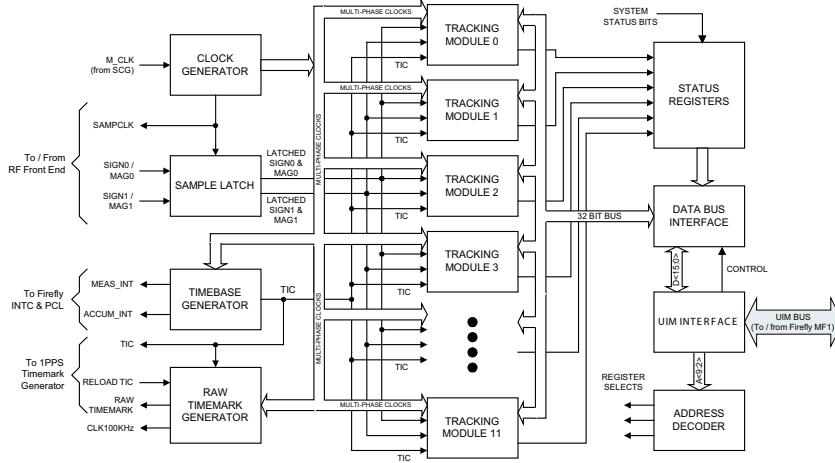 SYSTEM
STATUS BITS
MULTI-PHASE CLOCKS
TRACKING
MODULE 0
M_CLK
(from SCG)
CLOCK
GENERATOR
TIC
STATUS
REGISTERS
MULTI-PHASE CLOCKS
TRACKING
MODULE 1
TIC
SAMPCLK
To / From
RF Front End
SIGN0 /
MAG0
SIGN1 /
MAG1
SAMPLE LATCH
LATCHED
SIGN0 &
MAG0
LATCHED
SIGN1 &
MAG1
MULTI-PHASE CLOCKS
MULTI-PHASE CLOCKS
TRACKING
MODULE 2
TIC
32 BIT BUS
DATA BUS
INTERFACE
TRACKING
MODULE 3
TIC
D<15:0>
CONTROL
To Firefly
INTC & PCL
MEAS_INT
ACCUM_INT
TIMEBASE
GENERATOR
TIC
MULTI-PHASE CLOCKS
UIM INTERFACE
UIM BUS
(To / from Firefly MF1)
To 1PPS
Timemark
Generator
TIC
RELOAD TIC
RAW
TIMEMARK
CLK100KHz
RAW
TIMEMARK
GENERATOR
TIC
A<9:2>
REGISTER
SELECTS
ADDRESS
DECODER
MULTI-PHASE CLOCKS
TRACKING
MODULE 11
TIC